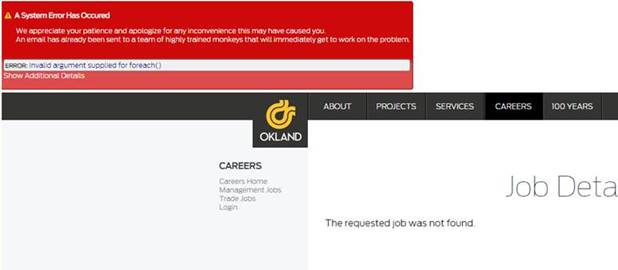 A System Error Has Occured
We appreciate your patience and apologize for any inconvenience this may have caused you.
An email has already been sent to a team of highly trained monkeys that will immediately get to work on the problem.
ERROR: Invalid argument supplied for foreach()
Show Additional Details
OKLAND
ABOUT PROJECTS SERVICES CAREERS 100 YEARS
CAREERS
Careers Home
Management Jobs
Trade Jobs
Login
Job Deta
The requested job was not found.